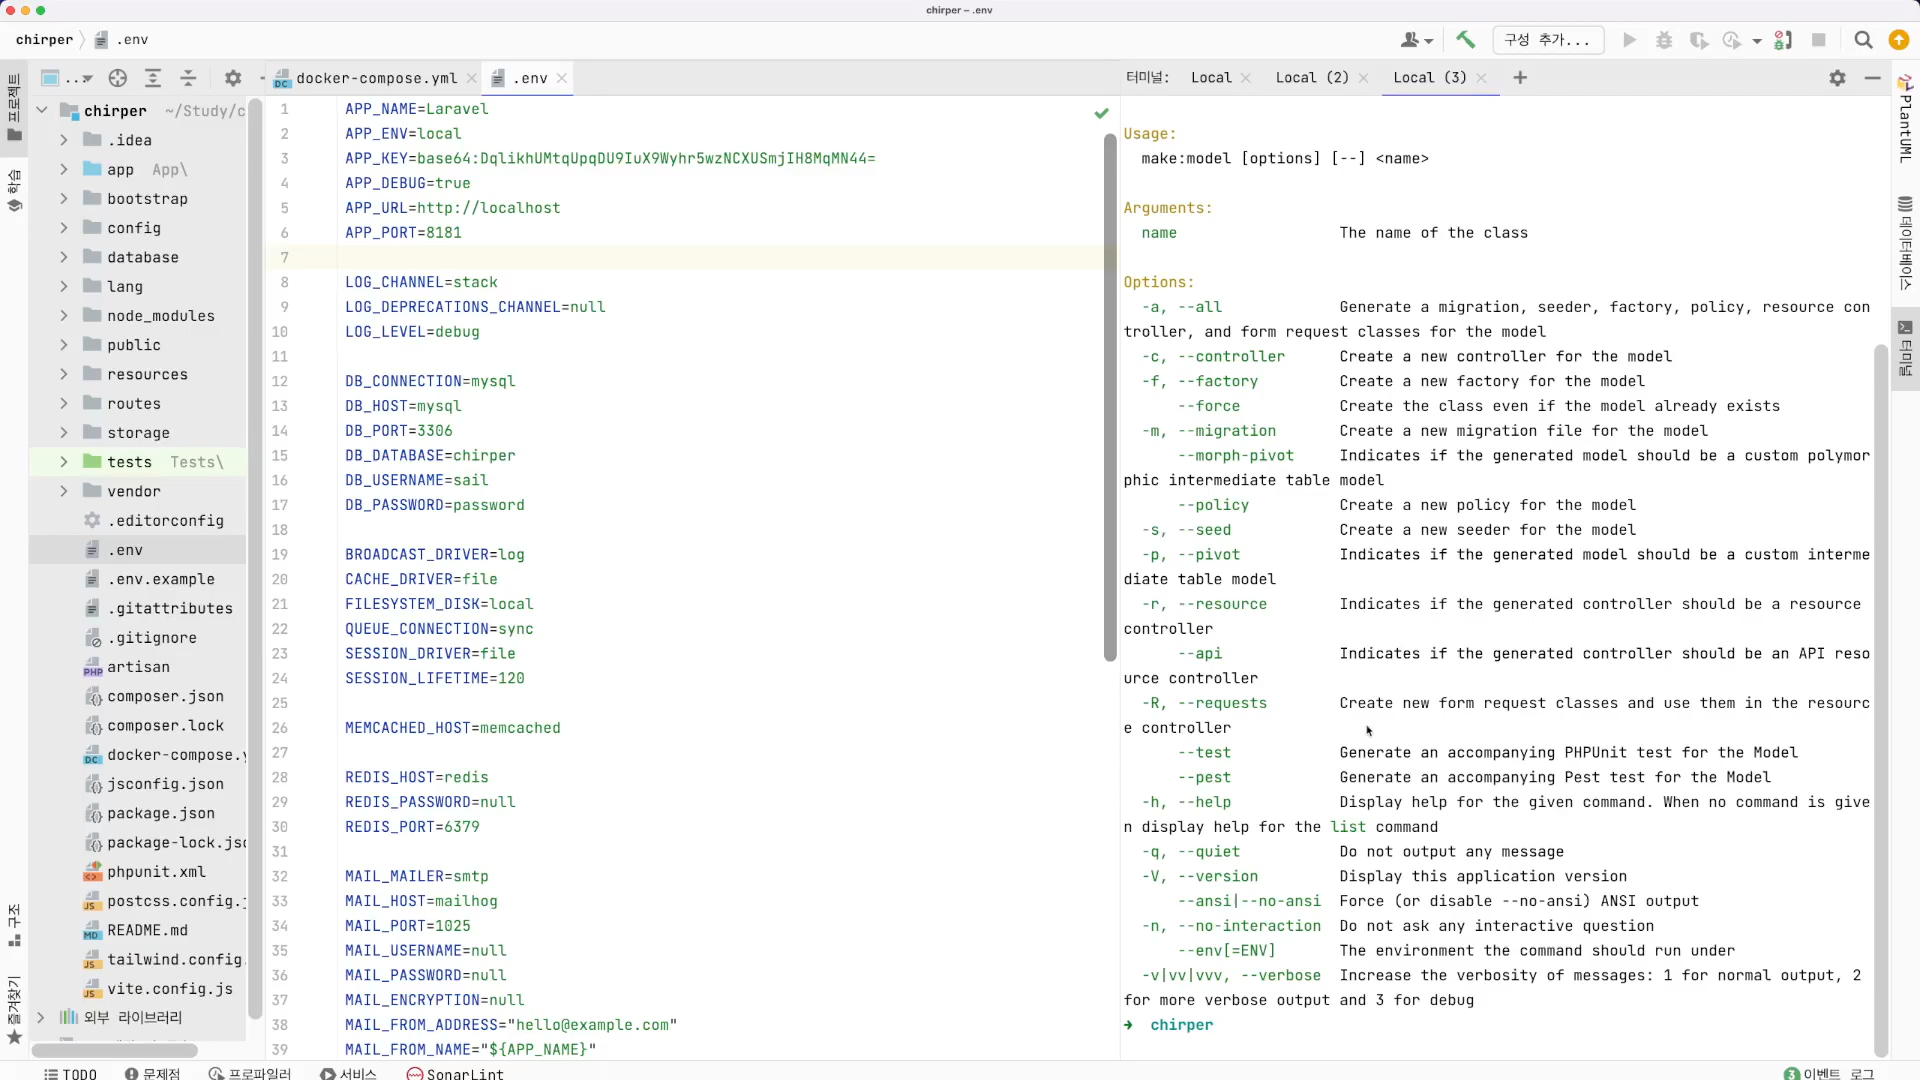 chirper – .env
chirper
.env
구성 추가...
docker-compose.yml
.env
터미널:
Local
Local (2)
Local (3)
프로젝트
학습
구조
즐겨찾기
chirper ~/Study/c
.idea
app App\
bootstrap
config
database
lang
node_modules
public
resources
routes
storage
tests Tests\
vendor
.editorconfig
.env
.env.example
.gitattributes
.gitignore
artisan
composer.json
composer.lock
docker-compose.y
jsconfig.json
package.json
package-lock.jso
phpunit.xml
postcss.config.j
README.md
tailwind.config.
vite.config.js
외부 라이브러리
1 APP_NAME=Laravel
2 APP_ENV=local
3 APP_KEY=base64:DqlikhUMtqUpqDU9IuX9Wyhr5wzNCXUSmjIH8MqMN44=
4 APP_DEBUG=true
5 APP_URL=http://localhost
6 APP_PORT=8181
7
8 LOG_CHANNEL=stack
9 LOG_DEPRECATIONS_CHANNEL=null
10 LOG_LEVEL=debug
11
12 DB_CONNECTION=mysql
13 DB_HOST=mysql
14 DB_PORT=3306
15 DB_DATABASE=chirper
16 DB_USERNAME=sail
17 DB_PASSWORD=password
18
19 BROADCAST_DRIVER=log
20 CACHE_DRIVER=file
21 FILESYSTEM_DISK=local
22 QUEUE_CONNECTION=sync
23 SESSION_DRIVER=file
24 SESSION_LIFETIME=120
25
26 MEMCACHED_HOST=memcached
27
28 REDIS_HOST=redis
29 REDIS_PASSWORD=null
30 REDIS_PORT=6379
31
32 MAIL_MAILER=smtp
33 MAIL_HOST=mailhog
34 MAIL_PORT=1025
35 MAIL_USERNAME=null
36 MAIL_PASSWORD=null
37 MAIL_ENCRYPTION=null
38 MAIL_FROM_ADDRESS="hello@example.com"
39 MAIL_FROM_NAME="${APP_NAME}"
Usage:
make:model [options] [--] <name>
Arguments:
name The name of the class
Options:
-a, --all Generate a migration, seeder, factory, policy, resource con
troller, and form request classes for the model
-c, --controller Create a new controller for the model
-f, --factory Create a new factory for the model
--force Create the class even if the model already exists
-m, --migration Create a new migration file for the model
--morph-pivot Indicates if the generated model should be a custom polymor
phic intermediate table model
--policy Create a new policy for the model
-s, --seed Create a new seeder for the model
-p, --pivot Indicates if the generated model should be a custom interme
diate table model
-r, --resource Indicates if the generated controller should be a resource
controller
--api Indicates if the generated controller should be an API reso
urce controller
-R, --requests Create new form request classes and use them in the resourc
e controller
--test Generate an accompanying PHPUnit test for the Model
--pest Generate an accompanying Pest test for the Model
-h, --help Display help for the given command. When no command is give
n display help for the list command
-q, --quiet Do not output any message
-V, --version Display this application version
--ansi|--no-ansi Force (or disable --no-ansi) ANSI output
-n, --no-interaction Do not ask any interactive question
--env[=ENV] The environment the command should run under
-v|vv|vvv, --verbose Increase the verbosity of messages: 1 for normal output, 2
for more verbose output and 3 for debug
➜ chirper
PlantUML
데이터베이스
터미널
TODO
문제점
프로파일러
서비스
SonarLint
3 이벤트 로그